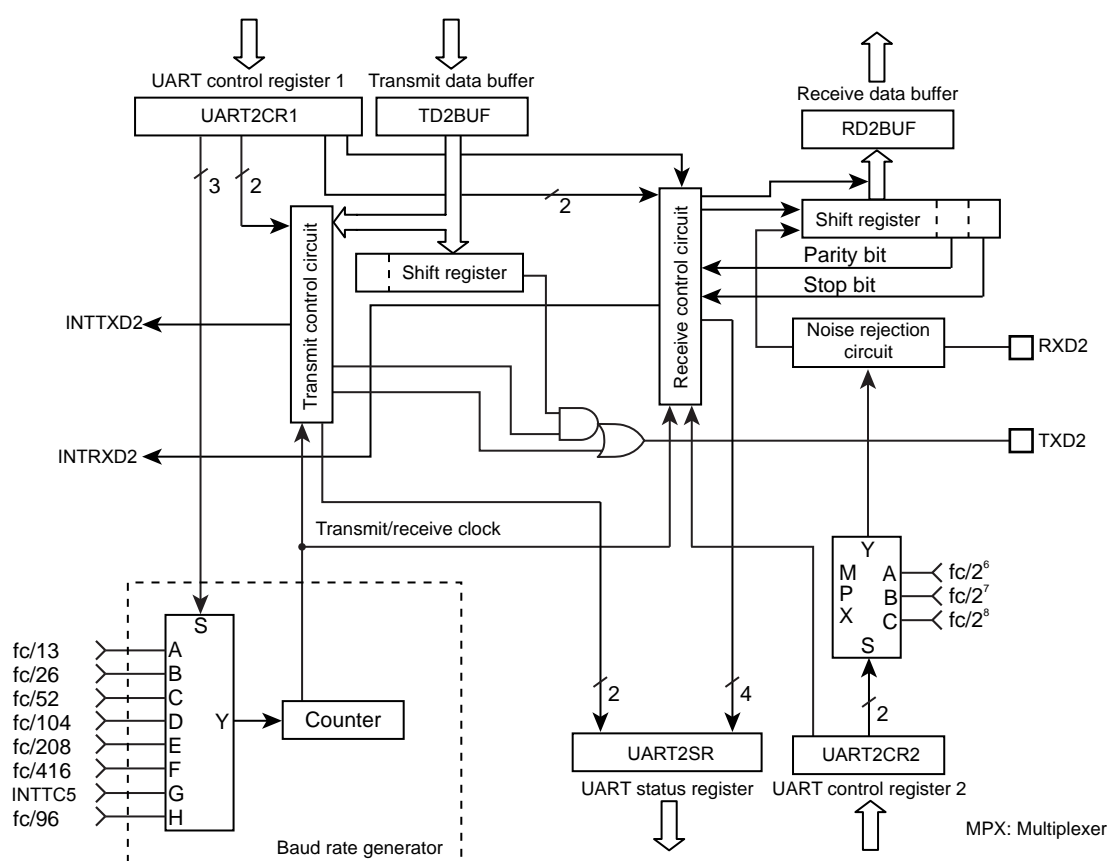 UART control register 1
Transmit data buffer
Receive data buffer
UART2CR1
TD2BUF
RD2BUF
3
2
2
Transmit control circuit
Shift register
Receive control circuit
Shift register
Parity bit
Stop bit
INTTXD2
Noise rejection
circuit
RXD2
INTRXD2
TXD2
Transmit/receive clock
Y
M
P
X
A
B
C
S
fc/2⁶
fc/2⁷
fc/2⁸
S
fc/13
A
fc/26
B
fc/52
C
fc/104
D
fc/208
E
fc/416
F
INTTC5
G
fc/96
H
Y
Counter
2
4
2
UART2SR
UART2CR2
UART status register
UART control register 2
MPX: Multiplexer
Baud rate generator